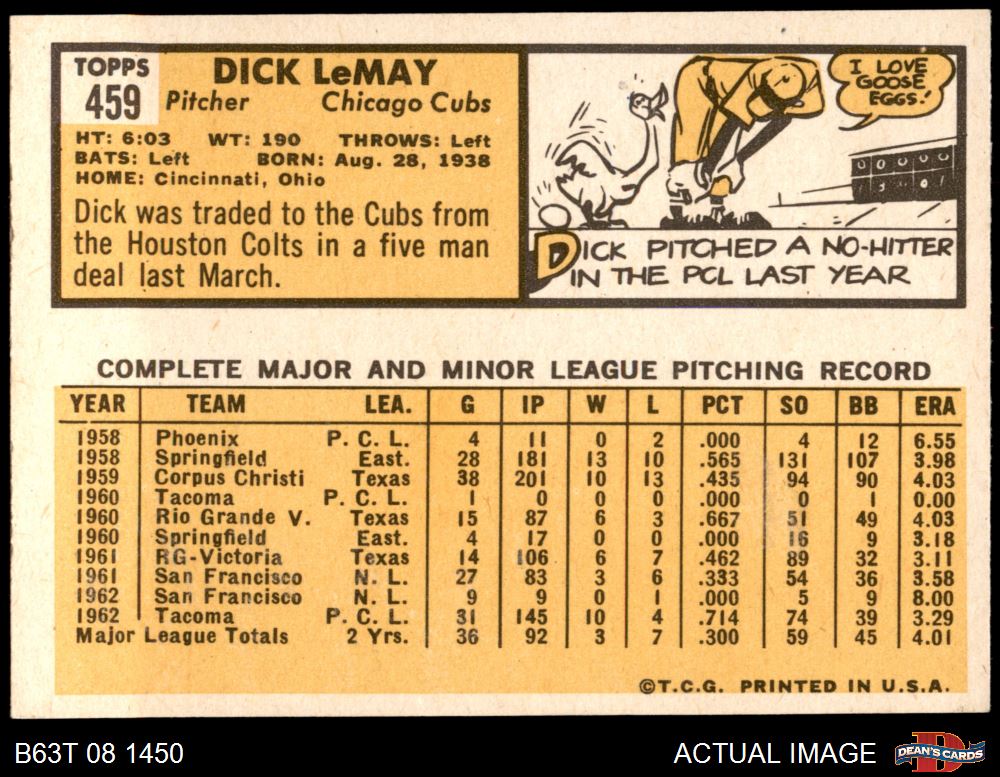 TOPPS
459
DICK LeMAY
Pitcher Chicago Cubs
HT: 6:03 WT: 190 THROWS: Left
BATS: Left BORN: Aug. 28, 1938
HOME: Cincinnati, Ohio
Dick was traded to the Cubs from
the Houston Colts in a five man
deal last March.
I LOVE
GOOSE
EGGS!
DICK PITCHED A NO-HITTER
IN THE PCL LAST YEAR
COMPLETE MAJOR AND MINOR LEAGUE PITCHING RECORD
YEAR TEAM LEA. G IP W L PCT SO BB ERA
1958 Phoenix P. C. L. 4 11 0 2 .000 4 12 6.55
1958 Springfield East. 28 181 13 10 .565 131 107 3.98
1959 Corpus Christi Texas 38 201 10 13 .435 94 90 4.03
1960 Tacoma P. C. L. 1 0 0 0 .000 0 1 0.00
1960 Rio Grande V. Texas 15 87 6 3 .667 51 49 4.03
1960 Springfield East. 4 17 0 0 .000 16 9 3.18
1961 RG-Victoria Texas 14 106 6 7 .462 89 32 3.11
1961 San Francisco N. L. 27 83 3 6 .333 54 36 3.58
1962 San Francisco N. L. 9 9 0 1 .000 5 9 8.00
1962 Tacoma P. C. L. 31 145 10 4 .714 74 39 3.29
Major League Totals 2 Yrs. 36 92 3 7 .300 59 45 4.01
©T.C.G. PRINTED IN U.S.A.
B63T 08 1450 ACTUAL IMAGE DEAN'S CARDS